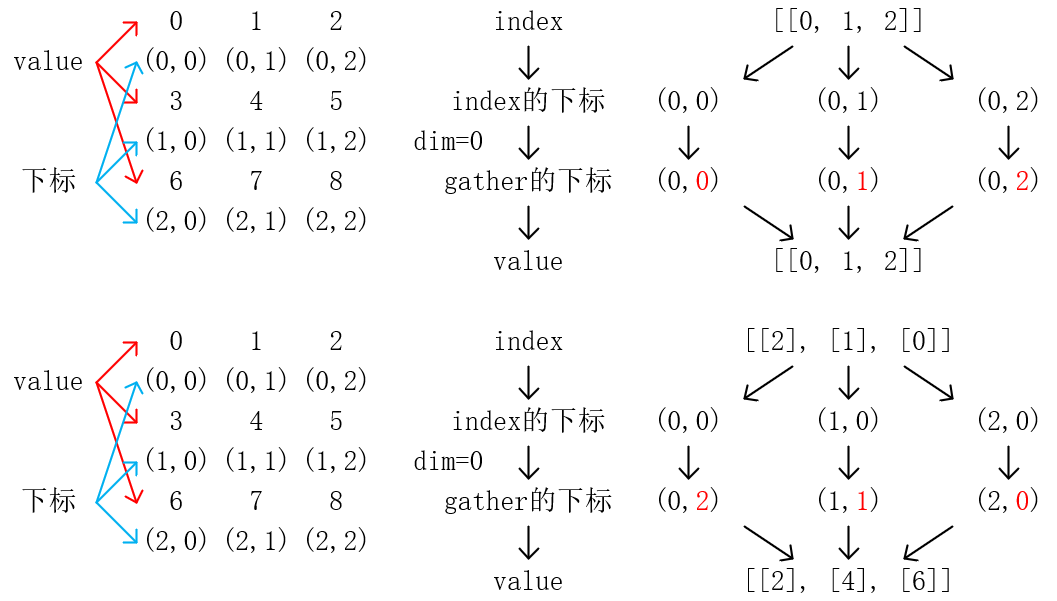 0 1 2 index [[0, 1, 2]]
value (0,0) (0,1) (0,2)
3 4 5 index的下标 (0,0) (0,1) (0,2)
(1,0) (1,1) (1,2) dim=0
下标 6 7 8 gather的下标 (0,0) (0,1) (0,2)
(2,0) (2,1) (2,2)
value [[0, 1, 2]]
0 1 2 index [[2], [1], [0]]
value (0,0) (0,1) (0,2)
3 4 5 index的下标 (0,0) (1,0) (2,0)
(1,0) (1,1) (1,2) dim=0
下标 6 7 8 gather的下标 (0,2) (1,1) (2,0)
(2,0) (2,1) (2,2)
value [[2], [4], [6]]